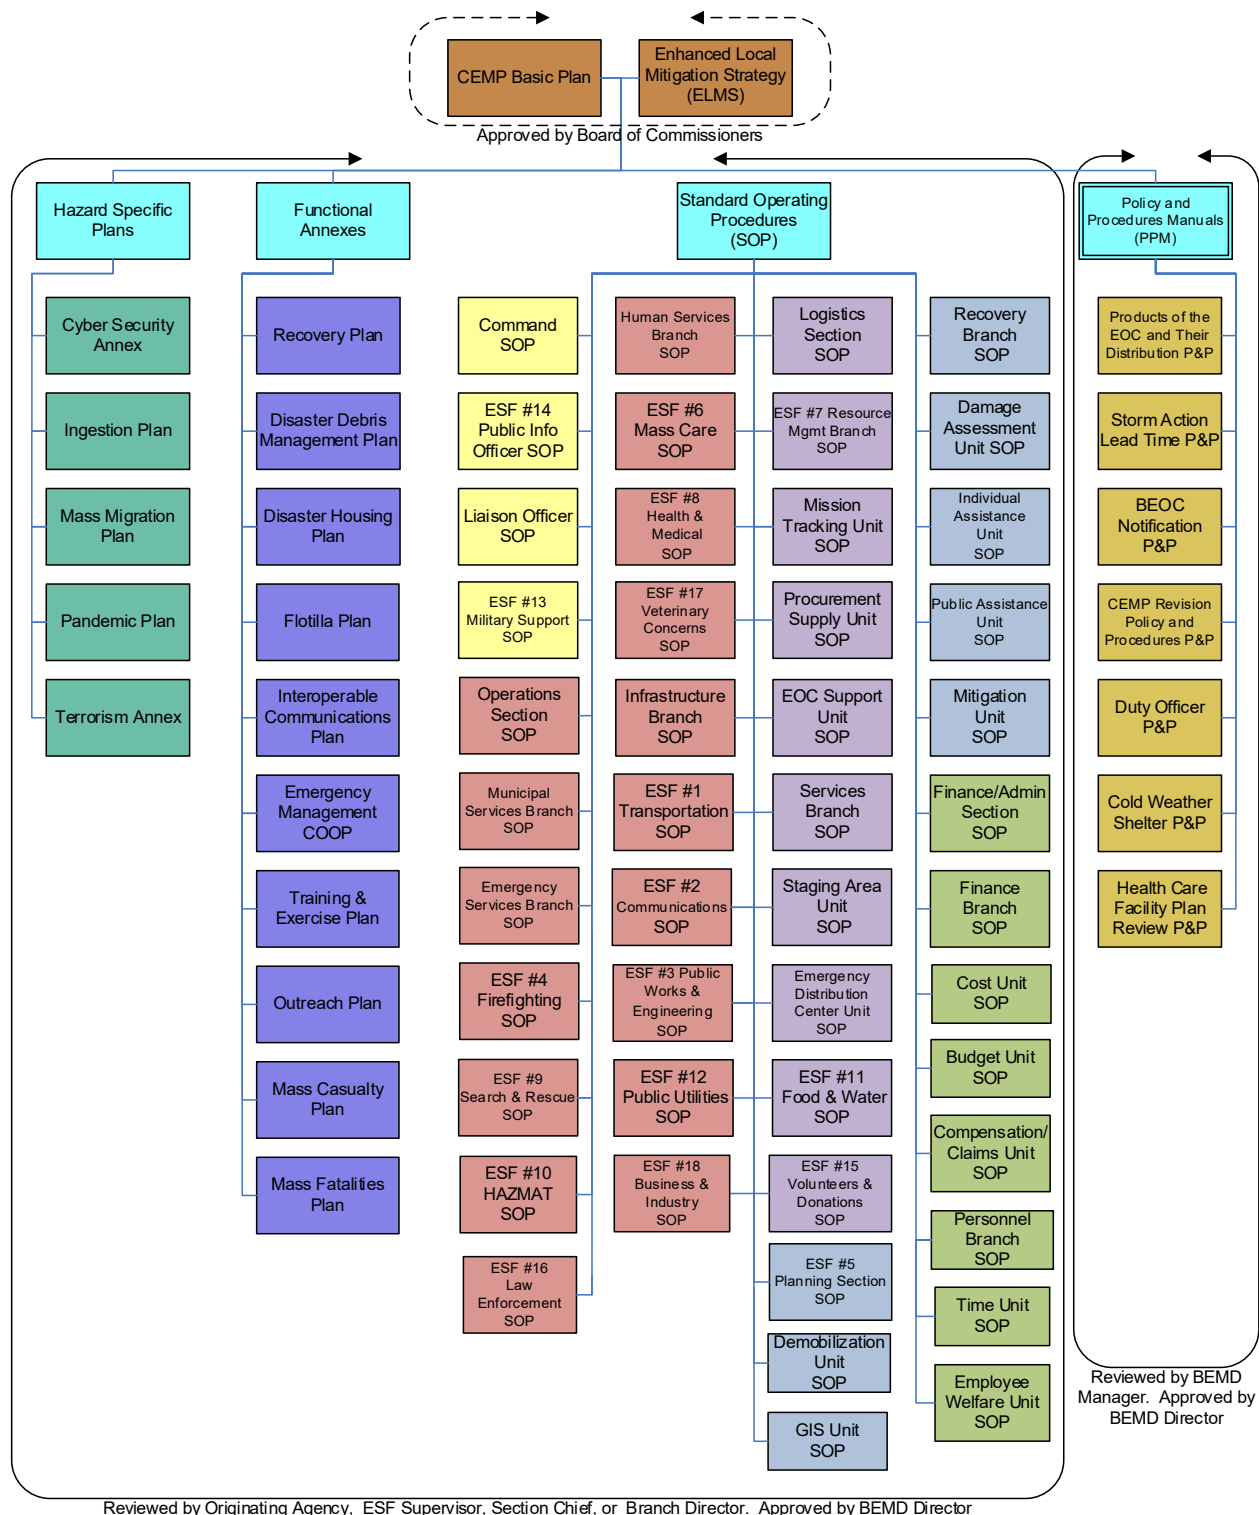 CEMP Basic Plan
Enhanced Local
Mitigation Strategy
(ELMS)
Approved by Board of Commissioners
Hazard Specific
Plans
Functional
Annexes
Standard Operating
Procedures
(SOP)
Policy and
Procedures Manuals
(PPM)
Cyber Security
Annex
Ingestion Plan
Mass Migration
Plan
Pandemic Plan
Terrorism Annex
Recovery Plan
Disaster Debris
Management Plan
Disaster Housing
Plan
Flotilla Plan
Interoperable
Communications
Plan
Emergency
Management
COOP
Training &
Exercise Plan
Outreach Plan
Mass Casualty
Plan
Mass Fatalities
Plan
Command
SOP
ESF #14
Public Info
Officer SOP
Liaison Officer
SOP
ESF #13
Military Support
SOP
Operations
Section
SOP
Municipal
Services Branch
SOP
Emergency
Services Branch
SOP
ESF #4
Firefighting
SOP
ESF #9
Search & Rescue
SOP
ESF #10
HAZMAT
SOP
ESF #16
Law
Enforcement
SOP
Human Services
Branch
SOP
ESF #6
Mass Care
SOP
ESF #8
Health &
Medical
SOP
ESF #17
Veterinary
Concerns
SOP
Infrastructure
Branch
SOP
ESF #1
Transportation
SOP
ESF #2
Communications
SOP
ESF #3 Public
Works &
Engineering
SOP
ESF #12
Public Utilities
SOP
ESF #18
Business &
Industry
SOP
Logistics
Section
SOP
ESF #7 Resource
Mgmt Branch
SOP
Mission
Tracking Unit
SOP
Procurement
Supply Unit
SOP
EOC Support
Unit
SOP
Services
Branch
SOP
Staging Area
Unit
SOP
Emergency
Distribution
Center Unit
SOP
ESF #11
Food & Water
SOP
ESF #15
Volunteers &
Donations
SOP
ESF #5
Planning Section
SOP
Demobilization
Unit
SOP
GIS Unit
SOP
Recovery
Branch
SOP
Damage
Assessment
Unit SOP
Individual
Assistance
Unit
SOP
Public Assistance
Unit
SOP
Mitigation
Unit
SOP
Finance/Admin
Section
SOP
Finance
Branch
SOP
Cost Unit
SOP
Budget Unit
SOP
Compensation/
Claims Unit
SOP
Personnel
Branch
SOP
Time Unit
SOP
Employee
Welfare Unit
SOP
Products of the
EOC and Their
Distribution P&P
Storm Action
Lead Time P&P
BEOC
Notification
P&P
CEMP Revision
Policy and
Procedures P&P
Duty Officer
P&P
Cold Weather
Shelter P&P
Health Care
Facility Plan
Review P&P
Reviewed by BEMD
Manager.  Approved by
BEMD Director
Reviewed by Originating Agency,  ESF Supervisor, Section Chief, or  Branch Director.  Approved by BEMD Director